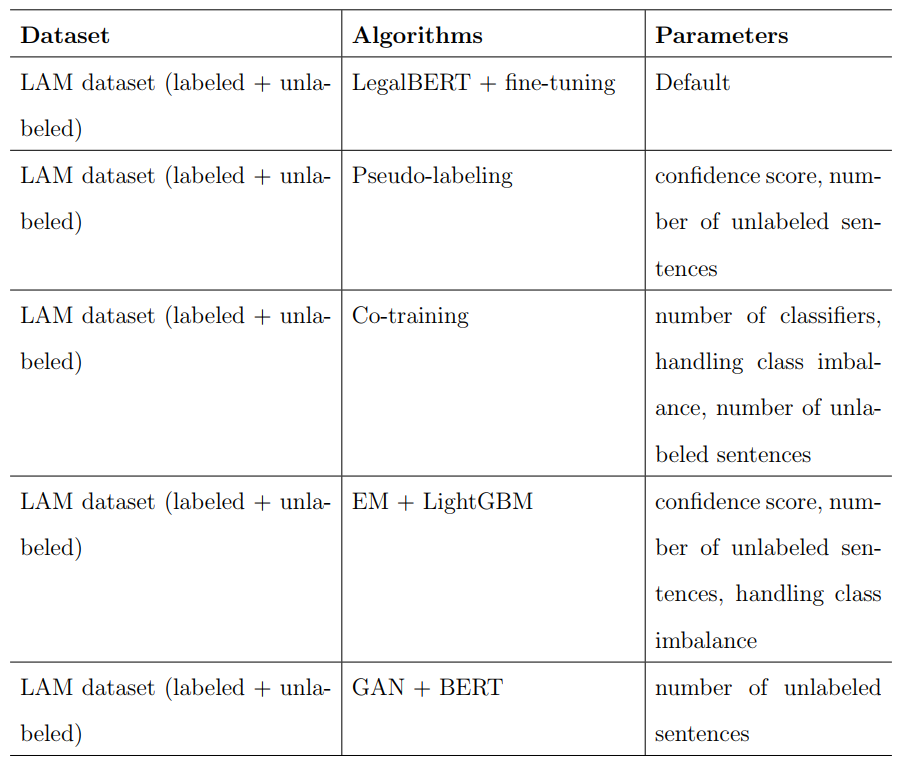 Dataset Algorithms Parameters
LAM dataset (labeled + unla- LegalBERT + fine-tuning Default
beled)
LAM dataset (labeled + unla- Pseudo-labeling confidence score, num-
beled) ber of unlabeled sen-
tences
LAM dataset (labeled + unla- Co-training number of classifiers,
beled) handling class imbal-
ance, number of unla-
beled sentences
LAM dataset (labeled + unla- EM + LightGBM confidence score, num-
beled) ber of unlabeled sen-
tences, handling class
imbalance
LAM dataset (labeled + unla- GAN + BERT number of unlabeled
beled) sentences